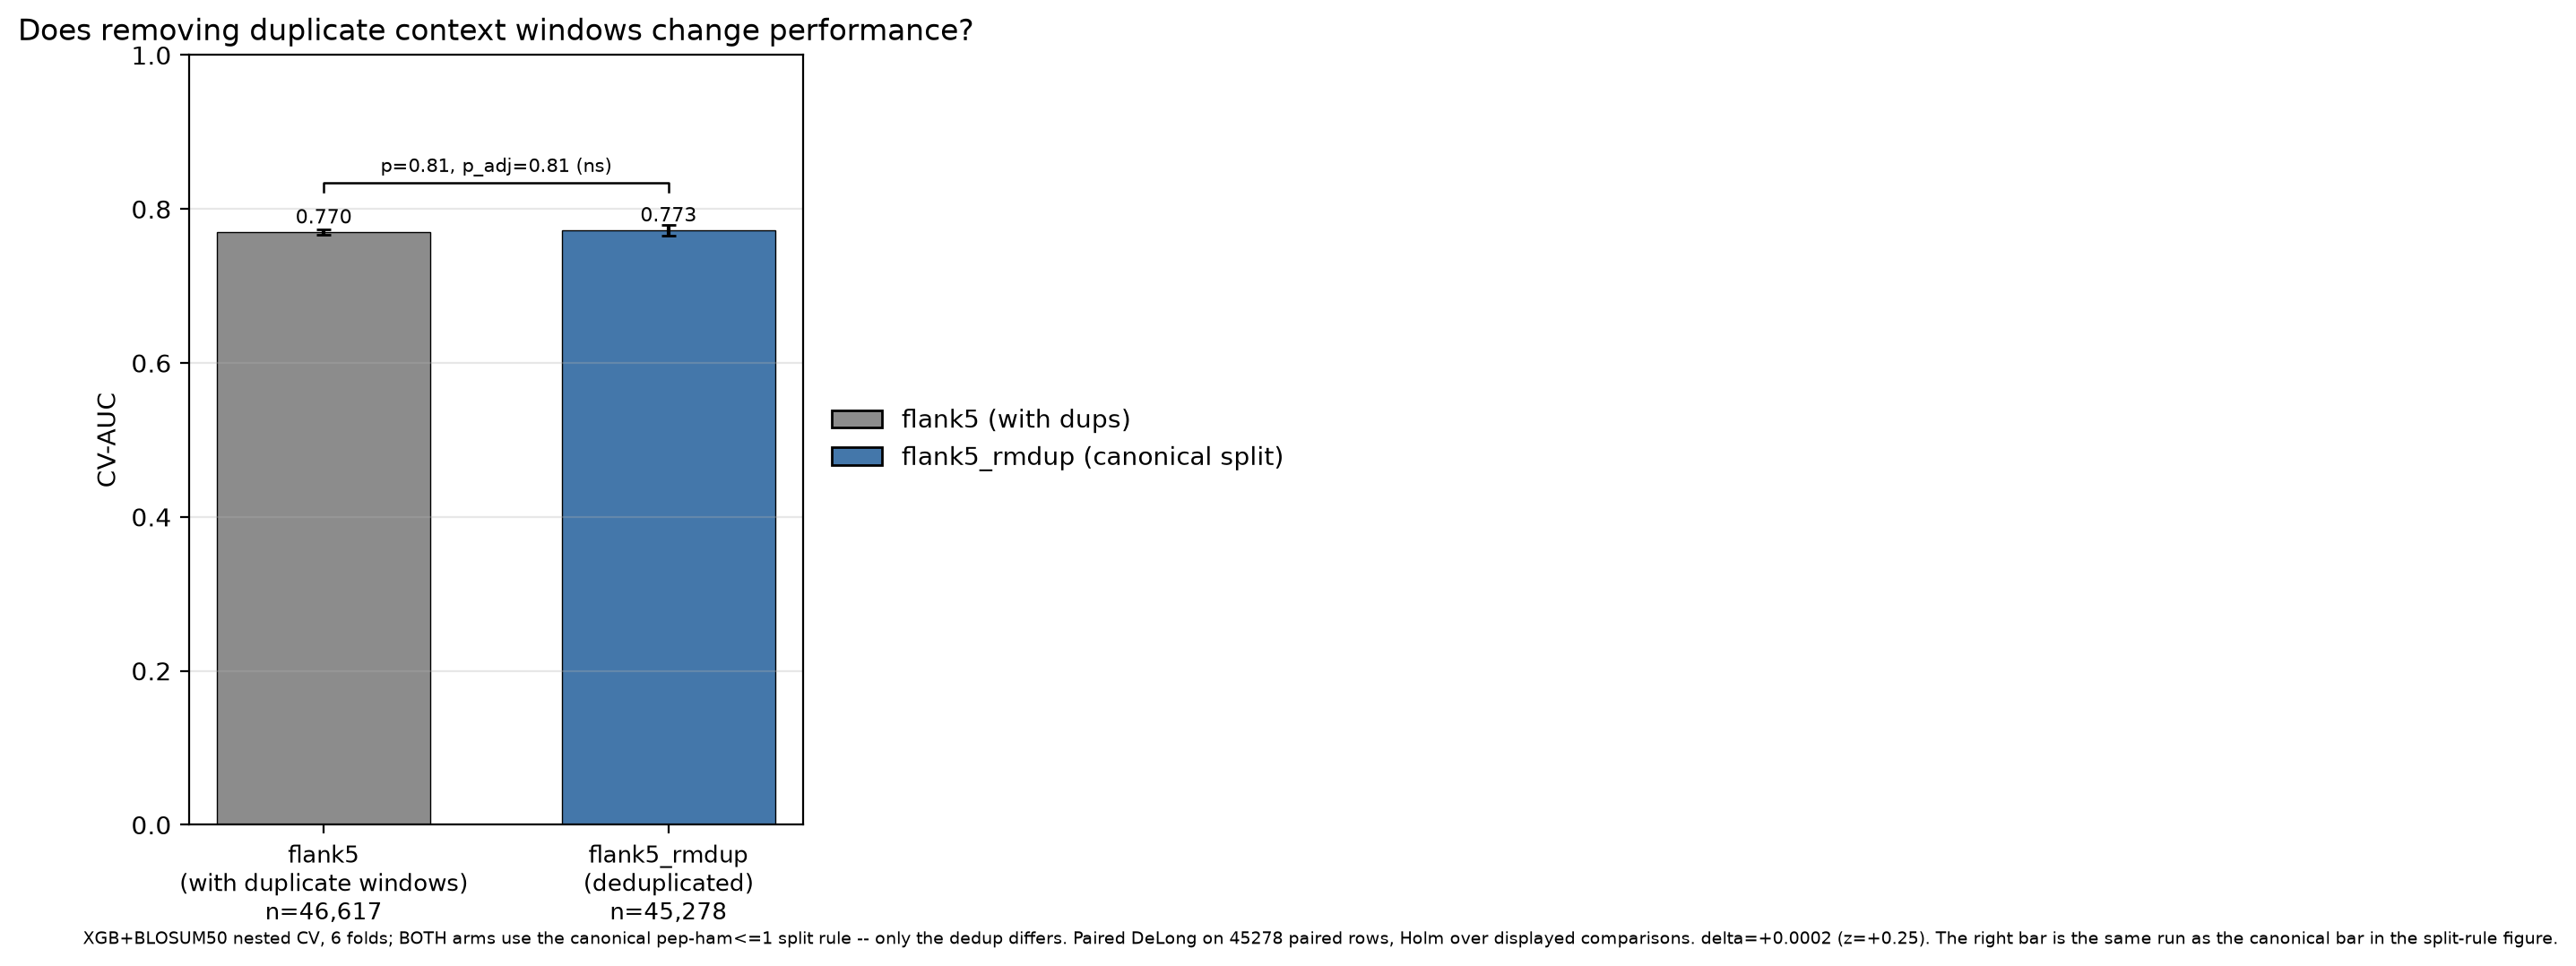 Does removing duplicate context windows change performance?
1.0
0.8
0.6
0.4
0.2
0.0
CV-AUC
p=0.81, p_adj=0.81 (ns)
0.770
0.773
flank5 (with dups)
flank5_rmdup (canonical split)
flank5
(with duplicate windows)
n=46,617
flank5_rmdup
(deduplicated)
n=45,278
XGB+BLOSUM50 nested CV, 6 folds; BOTH arms use the canonical pep-ham<=1 split rule -- only the dedup differs. Paired DeLong on 45278 paired rows, Holm over displayed comparisons. delta=+0.0002 (z=+0.25). The right bar is the same run as the canonical bar in the split-rule figure.